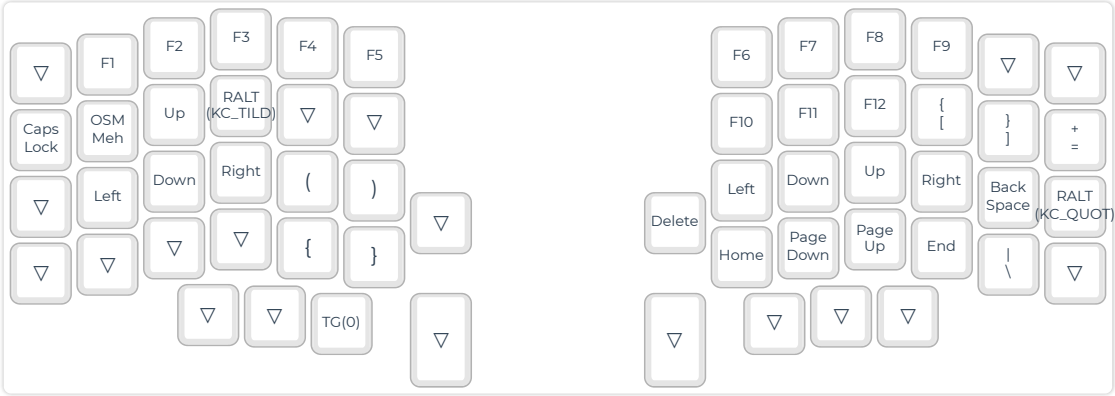 ▽
F1
F2
F3
F4
F5
F6
F7
F8
F9
▽
▽
Caps
Lock
OSM
Meh
Up
RALT
(KC_TILD)
▽
▽
F10
F11
F12
{
[
}
]
+
=
▽
Left
Down
Right
(
)
▽
Delete
Left
Down
Up
Right
Back
Space
RALT
(KC_QUOT)
▽
▽
▽
▽
{
}
Home
Page
Down
Page
Up
End
|
\
▽
▽
▽
TG(0)
▽
▽
▽
▽
▽